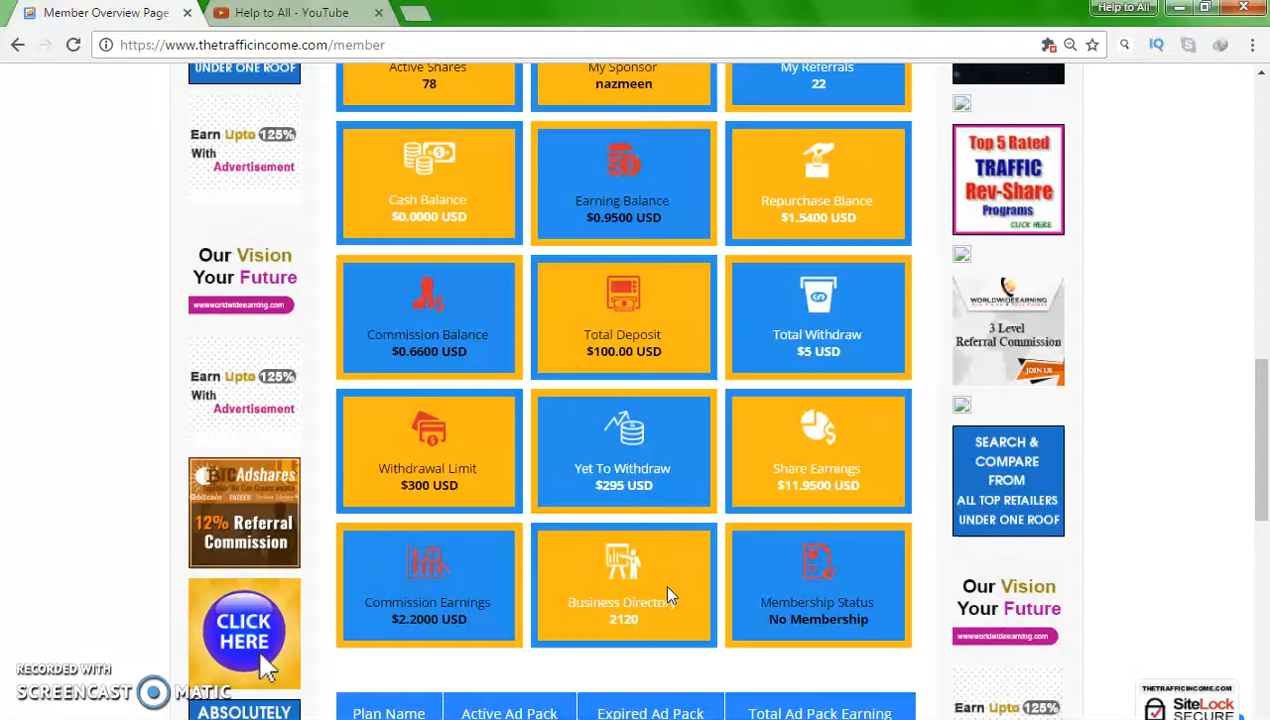 Member Overview Page
Help to All - YouTube
Help to All
https://www.thetrafficincome.com/member
IQ
UNDER ONE ROOF
Earn Upto 125%
With
Advertisement
Our Vision
Your Future
wwwworldwideearning.com
Earn Upto 125%
With
Advertisement
BTCAdshares
12% Referral
Commission
CLICK
HERE
ABSOLUTELY
Active Shares
78
My Sponsor
nazmeen
My Referrals
22
Cash Balance
$0.0000 USD
Earning Balance
$0.9500 USD
Repurchase Blance
$1.5400 USD
Commission Balance
$0.6600 USD
Total Deposit
$100.00 USD
Total Withdraw
$5 USD
Withdrawal Limit
$300 USD
Yet To Withdraw
$295 USD
Share Earnings
$11.9500 USD
Commission Earnings
$2.2000 USD
Business Directo
2120
Membership Status
No Membership
Plan Name
Active Ad Pack
Expired Ad Pack
Total Ad Pack Earning
Top 5 Rated
TRAFFIC
Rev-Share
Programs
CLICK HERE
WORLDWIDEEARNING
3 Level
Referral Commission
JOIN US
SEARCH &
COMPARE
FROM
ALL TOP RETAILERS
UNDER ONE ROOF
Our Vision
Your Future
wwwworldwideearning.com
Earn Upto 125%
THETRAFFICINCOME.COM
SiteLock
SECURE
RECORDED WITH
SCREENCAST MATIC